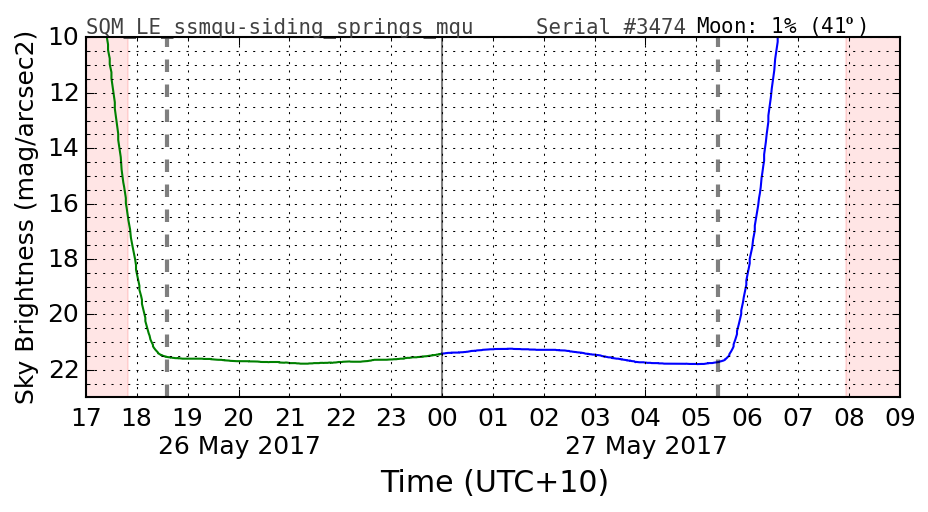 SQM_LE_ssmqu-siding_springs_mqu Serial #3474 Moon: 1% (41°)
Sky Brightness (mag/arcsec2)
10
12
14
16
18
20
22
17 18 19 20 21 22 23 00 01 02 03 04 05 06 07 08 09
26 May 2017 27 May 2017
Time (UTC+10)